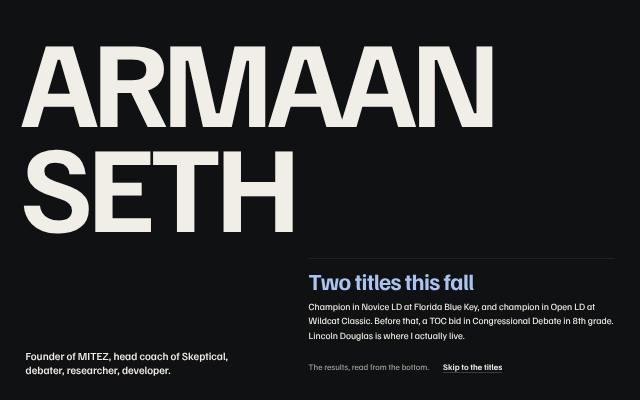 ARMAAN
SETH
Two titles this fall
Champion in Novice LD at Florida Blue Key, and champion in Open LD at
Wildcat Classic. Before that, a TOC bid in Congressional Debate in 8th grade.
Lincoln Douglas is where I actually live.
Founder of MITEZ, head coach of Skeptical,
debater, researcher, developer.
The results, read from the bottom. Skip to the titles